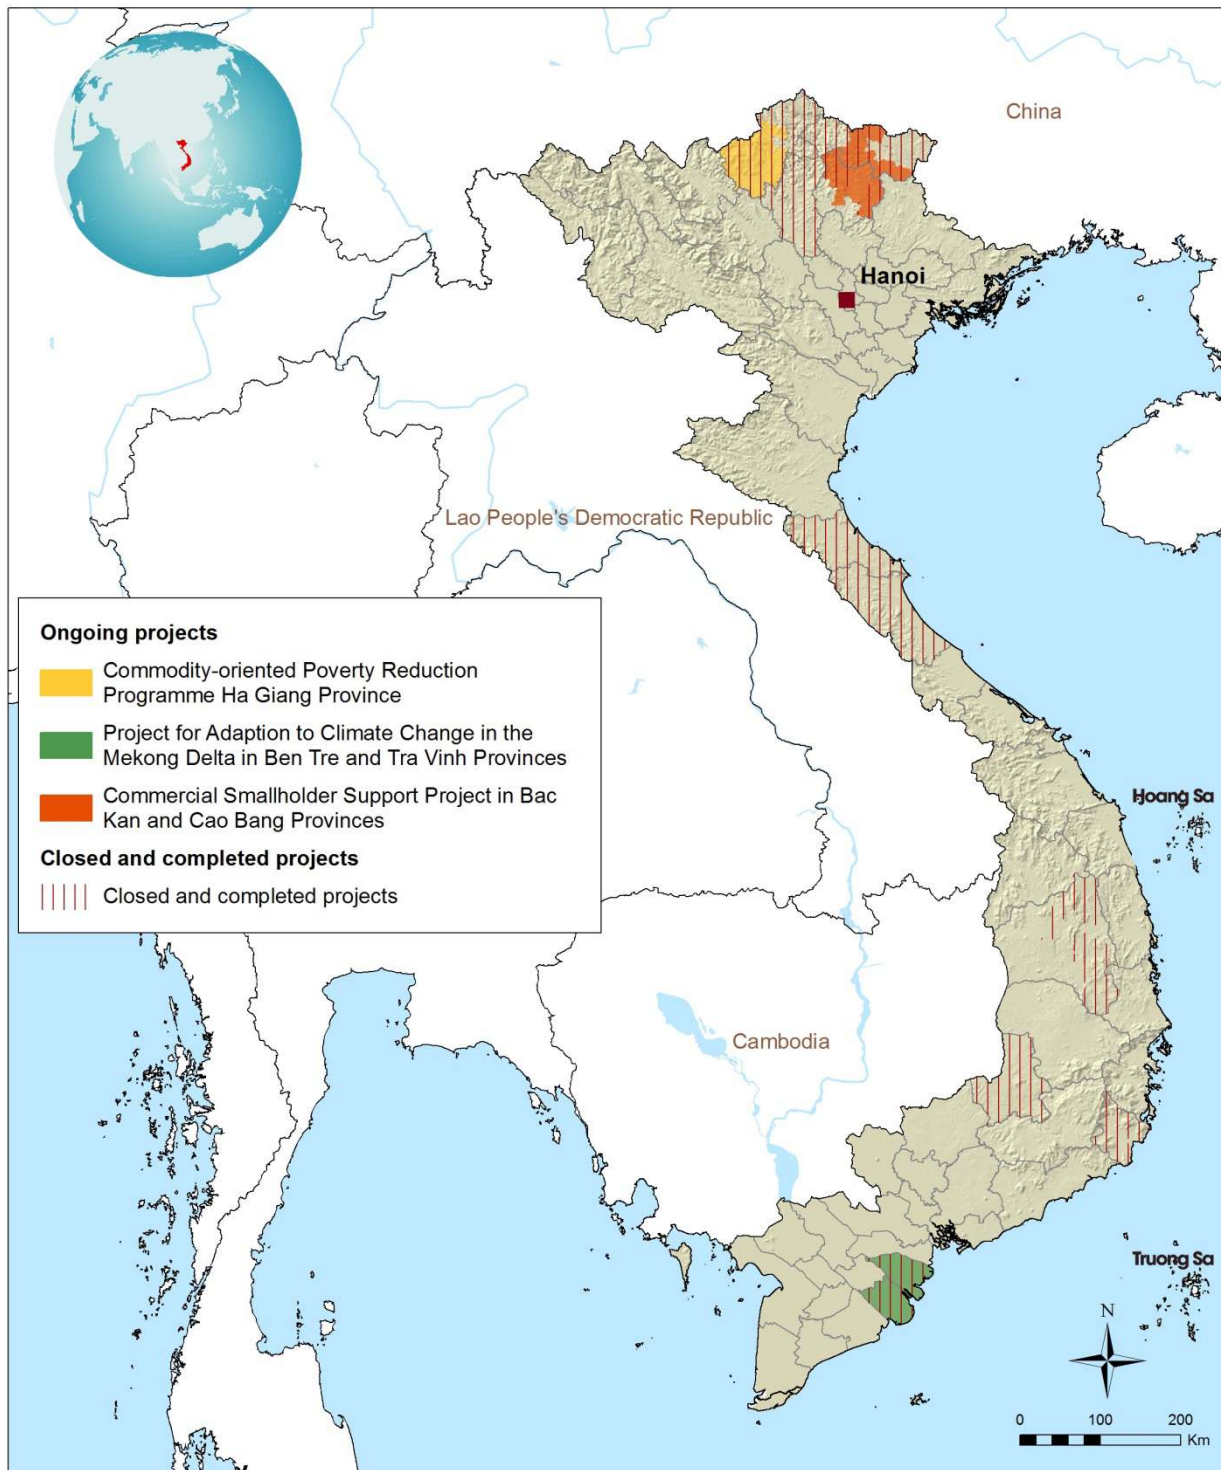 China
Hanoi
Lao People's Democratic Republic
Ongoing projects
Commodity-oriented Poverty Reduction
Programme Ha Giang Province
Project for Adaption to Climate Change in the
Mekong Delta in Ben Tre and Tra Vinh Provinces
Commercial Smallholder Support Project in Bac
Kan and Cao Bang Provinces
Closed and completed projects
Closed and completed projects
Hoang Sa
Cambodia
Truong Sa
N
0 100 200
Km